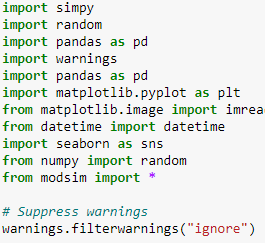 import simpy
import random
import pandas as pd
import warnings
import pandas as pd
import matplotlib.pyplot as plt
from matplotlib.image import imrea
from datetime import datetime
import seaborn as sns
from numpy import random
from modsim import *
# Suppress warnings
warnings.filterwarnings("ignore")